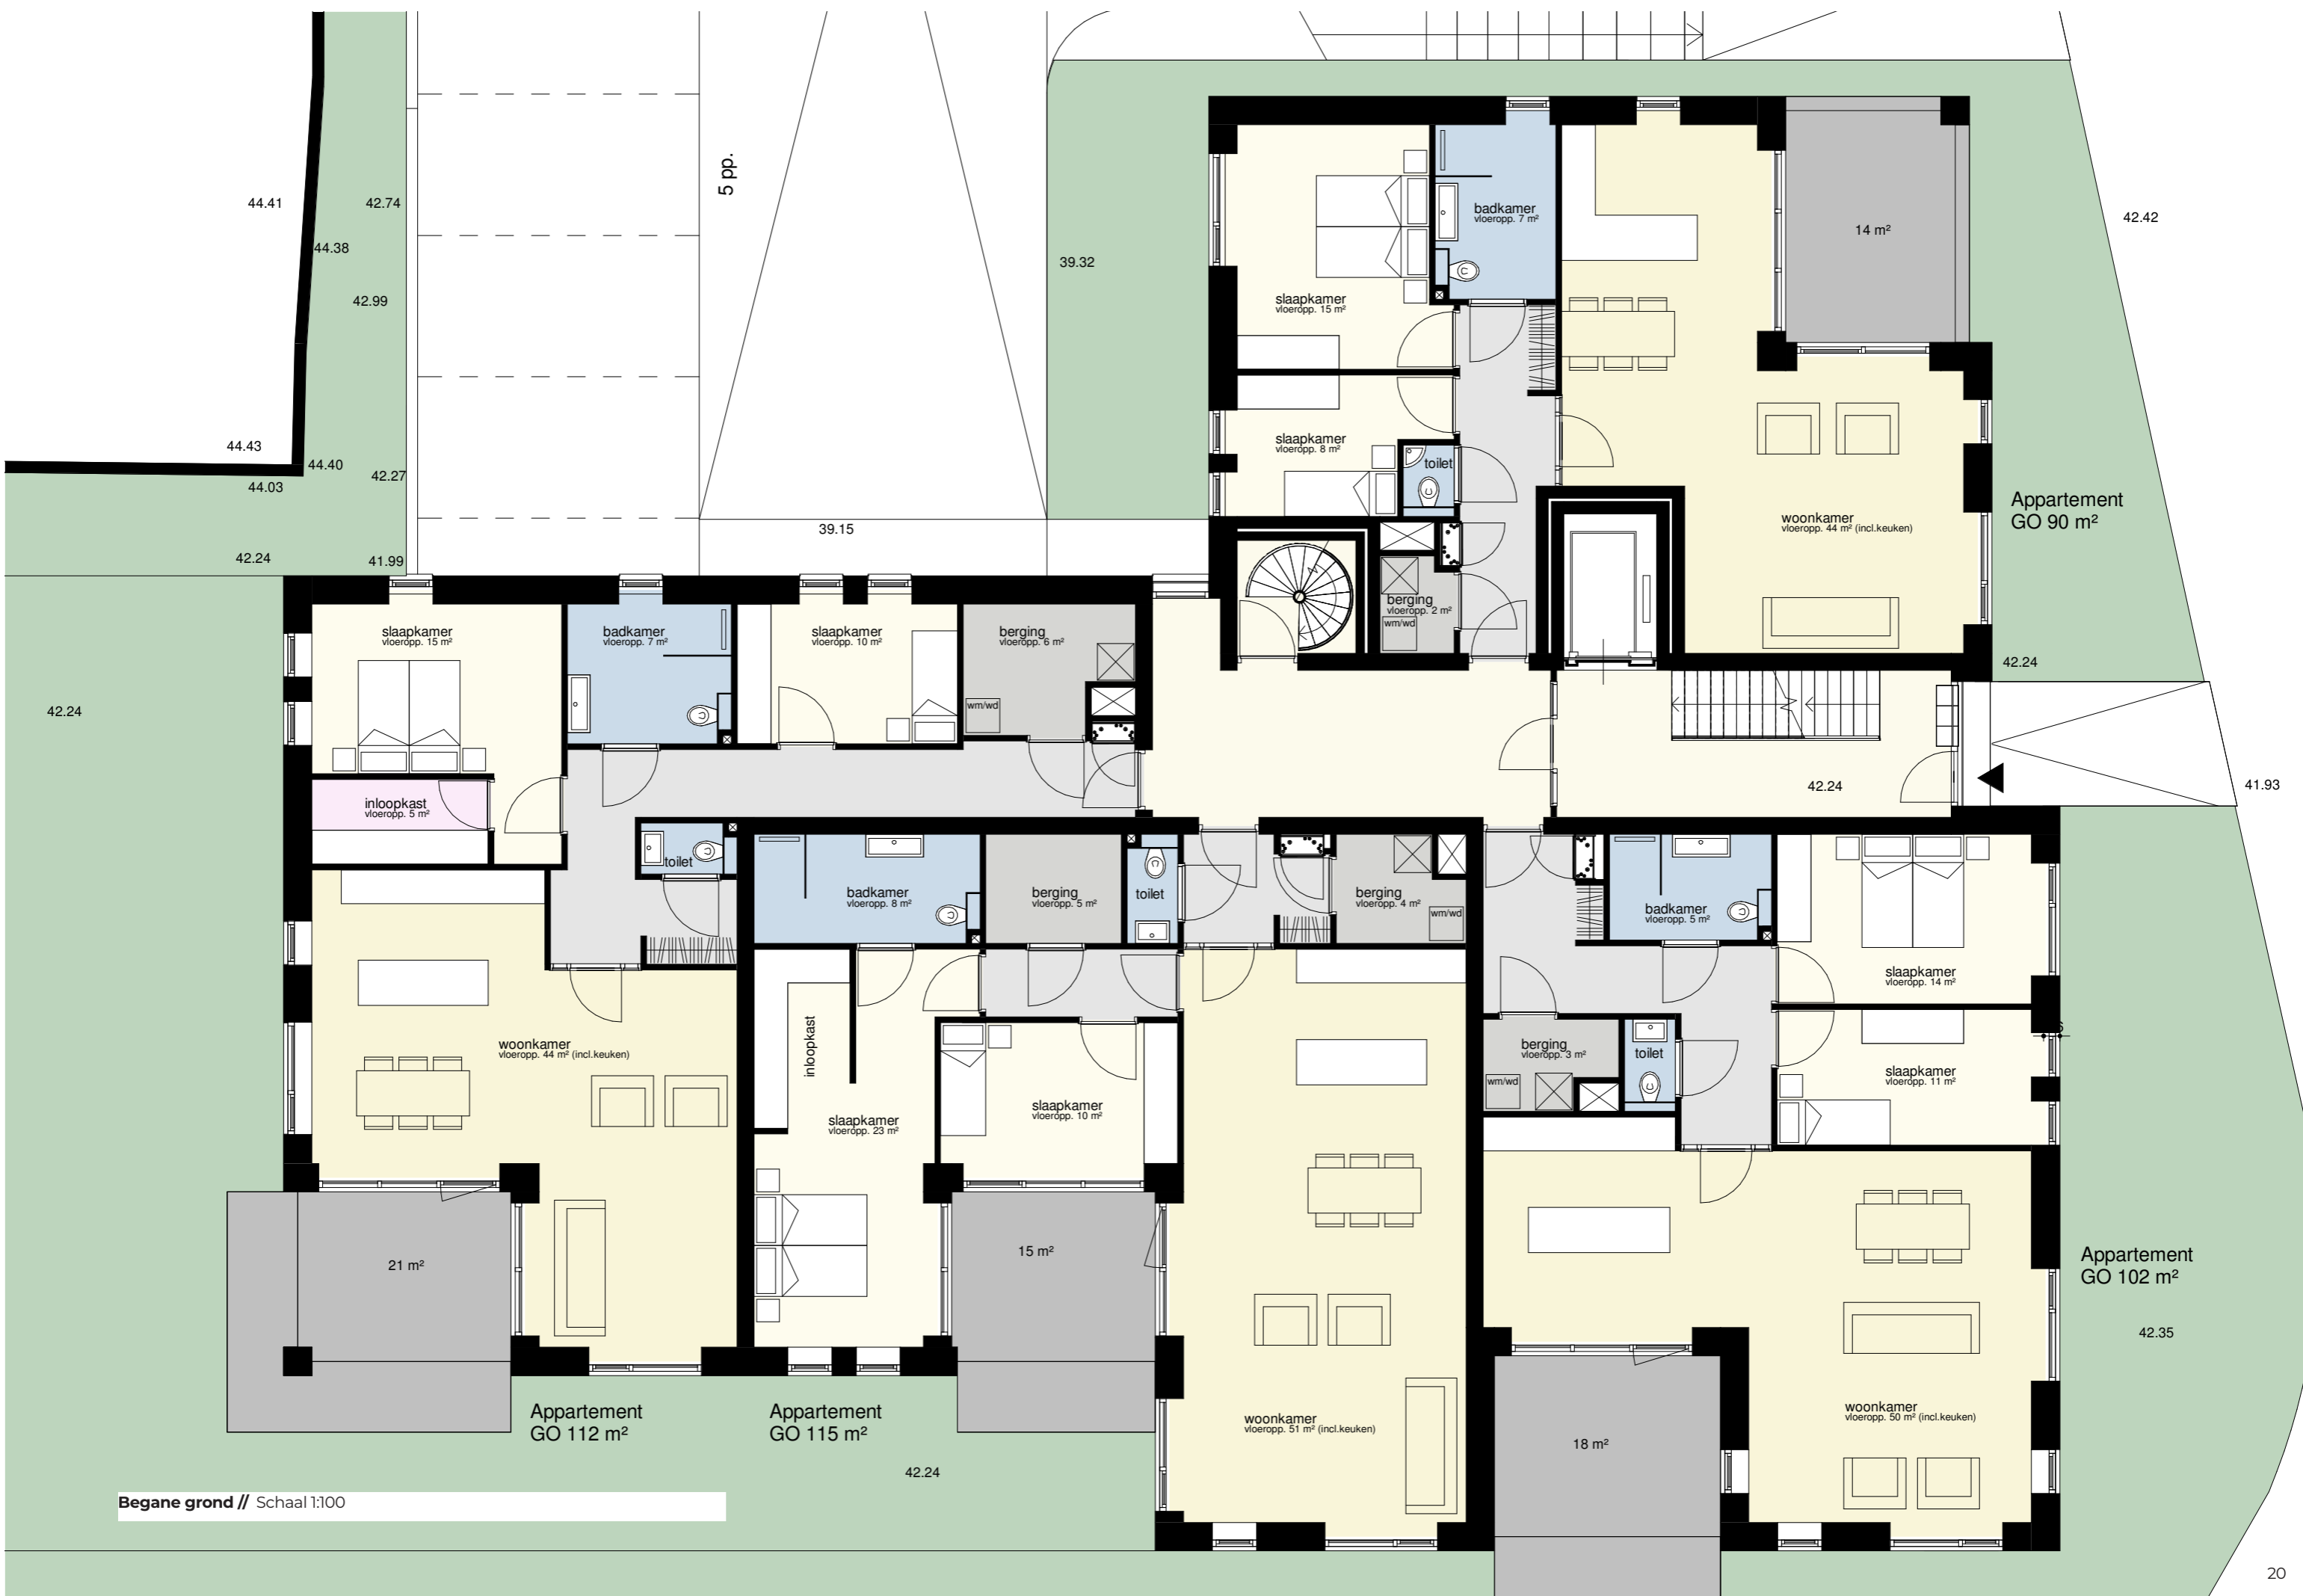 5 pp.
44.41
42.74
44.38
42.99
39.32
42.42
44.43
44.40
44.03
42.27
42.24
41.99
39.15
42.24
badkamer
vloeropp. 7 m²
14 m²
slaapkamer
vloeropp. 15 m²
slaapkamer
vloeropp. 8 m²
toilet
berging
vloeropp. 2 m²
wm/wd
woonkamer
vloeropp. 44 m² (incl.keuken)
Appartement
GO 90 m²
42.24
slaapkamer
vloeropp. 15 m²
badkamer
vloeropp. 7 m²
slaapkamer
vloeropp. 10 m²
berging
vloeropp. 6 m²
wm/wd
inloopkast
vloeropp. 5 m²
toilet
42.24
41.93
badkamer
vloeropp. 8 m²
berging
vloeropp. 5 m²
toilet
berging
vloeropp. 4 m²
wm/wd
badkamer
vloeropp. 5 m²
slaapkamer
vloeropp. 14 m²
woonkamer
vloeropp. 44 m² (incl.keuken)
inloopkast
slaapkamer
vloeropp. 23 m²
slaapkamer
vloeropp. 10 m²
berging
vloeropp. 3 m²
wm/wd
toilet
slaapkamer
vloeropp. 11 m²
21 m²
15 m²
Appartement
GO 102 m²
42.35
Appartement
GO 112 m²
Appartement
GO 115 m²
woonkamer
vloeropp. 51 m² (incl.keuken)
18 m²
woonkamer
vloeropp. 50 m² (incl.keuken)
42.24
Begane grond // Schaal 1:100
20